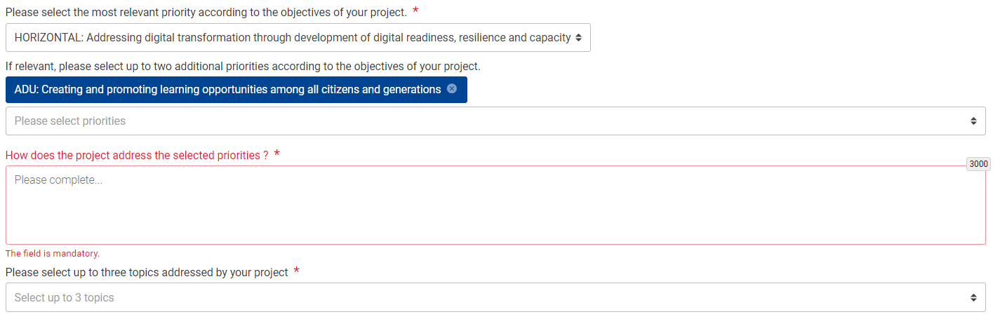 Please select the most relevant priority according to the objectives of your project. *
HORIZONTAL: Addressing digital transformation through development of digital readiness, resilience and capacity
If relevant, please select up to two additional priorities according to the objectives of your project.
ADU: Creating and promoting learning opportunities among all citizens and generations
Please select priorities
How does the project address the selected priorities ? *
3000
Please complete...
The field is mandatory.
Please select up to three topics addressed by your project *
Select up to 3 topics